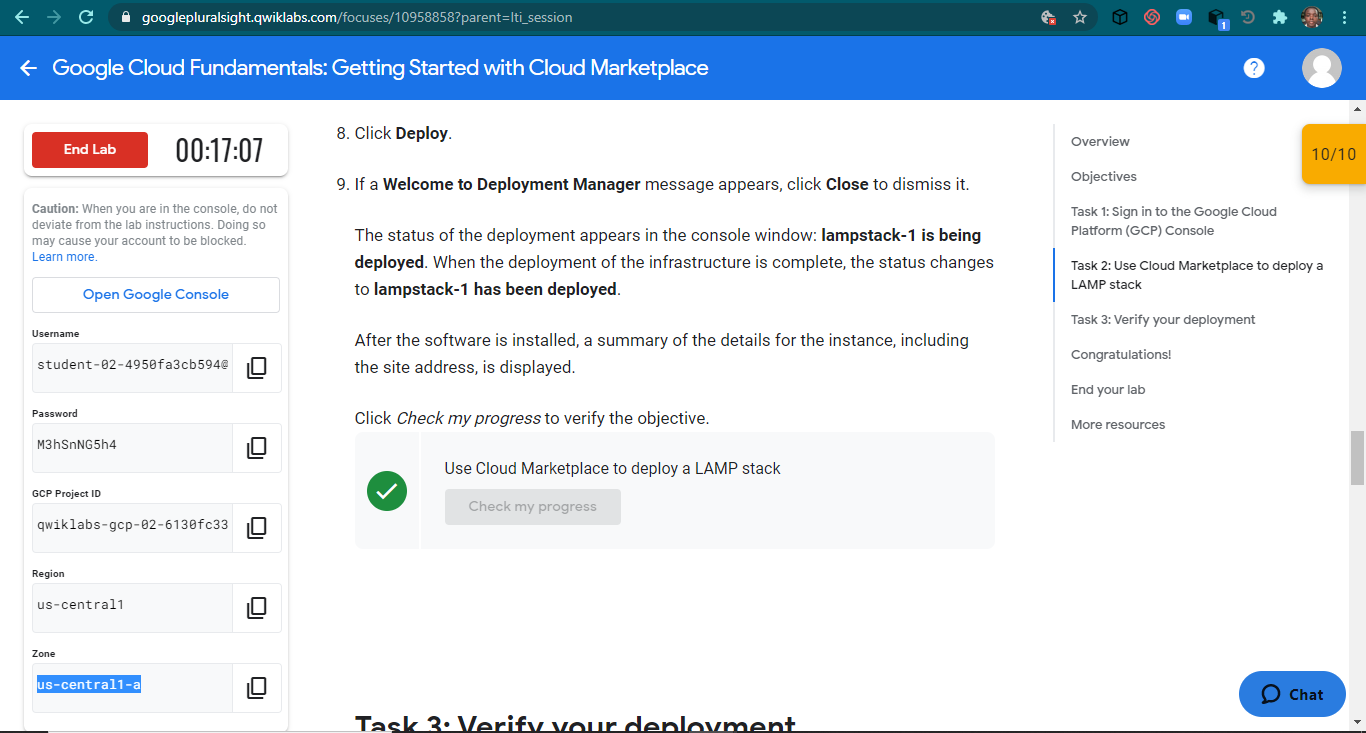 googlepluralsight.qwiklabs.com/focuses/10958858?parent=lti_session
1
Google Cloud Fundamentals: Getting Started with Cloud Marketplace
?
End Lab
00:17:07
Caution: When you are in the console, do not
deviate from the lab instructions. Doing so
may cause your account to be blocked.
Learn more.
Open Google Console
Username
student-02-4950fa3cb594@
Password
M3hSnNG5h4
GCP Project ID
qwiklabs-gcp-02-6130fc33
Region
us-central1
Zone
us-central1-a
8. Click Deploy.
9. If a Welcome to Deployment Manager message appears, click Close to dismiss it.
The status of the deployment appears in the console window: lampstack-1 is being
deployed. When the deployment of the infrastructure is complete, the status changes
to lampstack-1 has been deployed.
After the software is installed, a summary of the details for the instance, including
the site address, is displayed.
Click Check my progress to verify the objective.
Use Cloud Marketplace to deploy a LAMP stack
Check my progress
Task 3: Verify your deployment
Overview
Objectives
Task 1: Sign in to the Google Cloud
Platform (GCP) Console
Task 2: Use Cloud Marketplace to deploy a
LAMP stack
Task 3: Verify your deployment
Congratulations!
End your lab
More resources
10/10
Chat